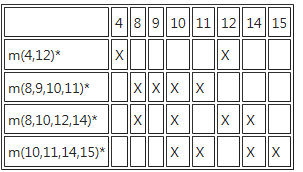 4 8 9 10 11 12 14 15
m(4,12)* X X
m(8,9,10,11)* X X X X
m(8,10,12,14)* X X X X
m(10,11,14,15)* X X X X